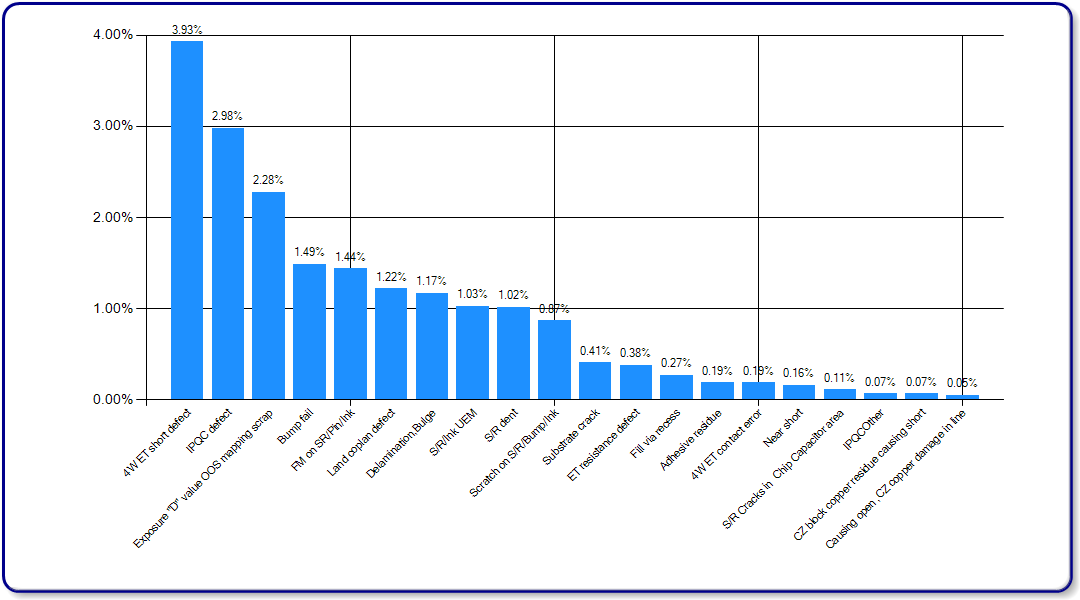 4.00%
3.00%
2.00%
1.00%
0.00%
3.93%
2.98%
2.28%
1.49%
1.44%
1.22%
1.17%
1.03%
1.02%
0.87%
0.41%
0.38%
0.27%
0.19%
0.19%
0.16%
0.11%
0.07%
0.07%
0.05%
4W ET short defect
IPQC defect
Exposure "D" value OOS mapping scrap
Bump fail
FM on SR/Pin/Ink
Land coplan defect
Delamination.Bulge
S/R/Ink UEM
S/R dent
Scratch on S/R/Bump/Ink
Substrate crack
ET resistance defect
Fill via recess
Adhesive residue
4W ET contact error
Near short
S/R Cracks in Chip Capacitor area
IPQCOther
CZ block copper residue causing short
Causing open , CZ copper damage in line